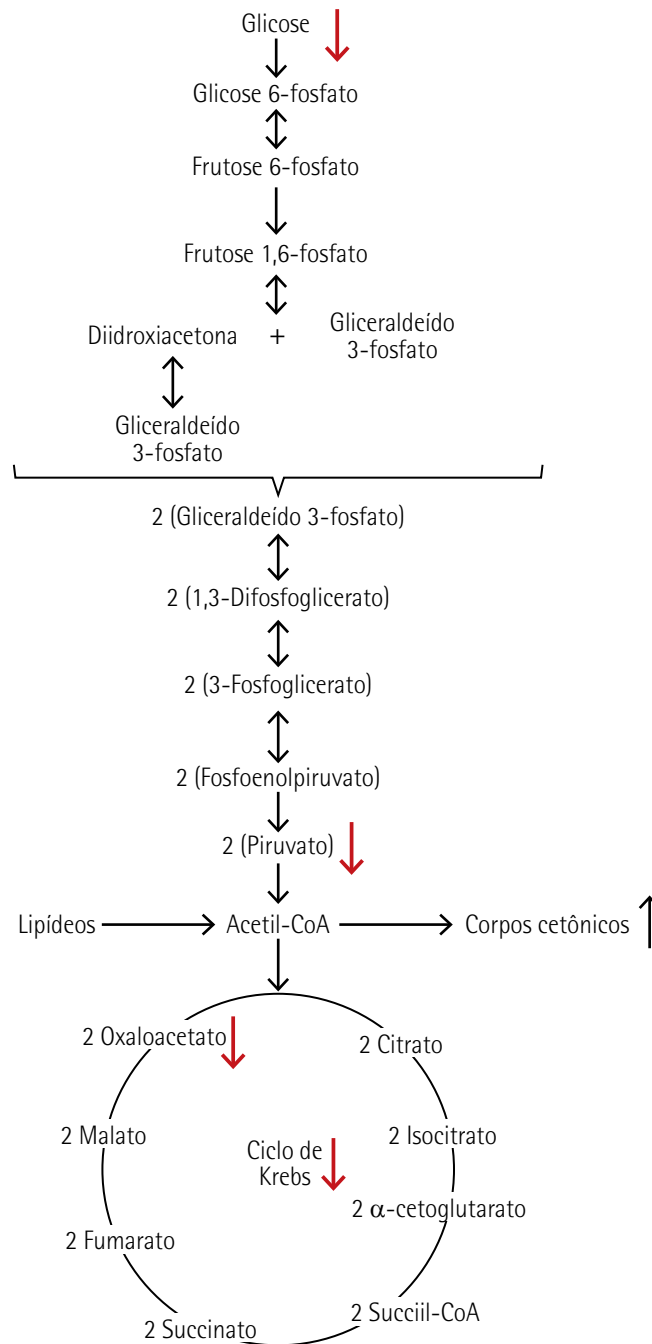 Glicose
Glicose 6-fosfato
Frutose 6-fosfato
Frutose 1,6-fosfato
Diidroxiacetona + Gliceraldeído
3-fosfato
Gliceraldeído
3-fosfato
2 (Gliceraldeído 3-fosfato)
2 (1,3-Difosfoglicerato)
2 (3-Fosfoglicerato)
2 (Fosfoenolpiruvato)
2 (Piruvato)
Lipídeos Acetil-CoA Corpos cetônicos
2 Oxaloacetato
2 Citrato
2 Malato
2 Isocitrato
Ciclo de
Krebs
2 α-cetoglutarato
2 Fumarato
2 Succiil-CoA
2 Succinato